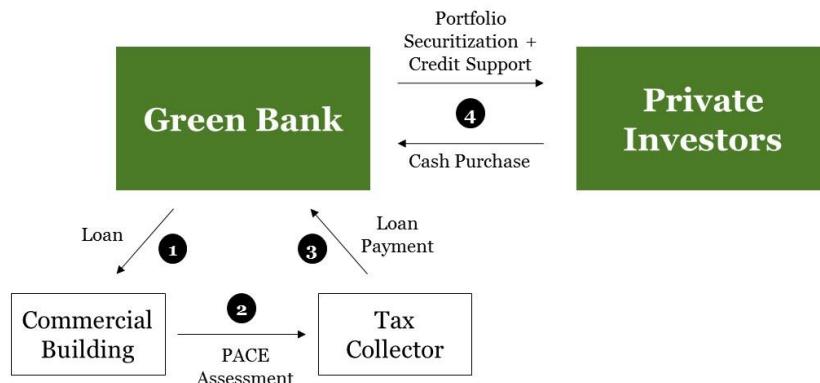 Portfolio
Securitization +
Credit Support
Green Bank
4
Private
Investors
Cash Purchase
Loan
1
3
Loan
Payment
Commercial
Building
2
PACE
Assessment
Tax
Collector